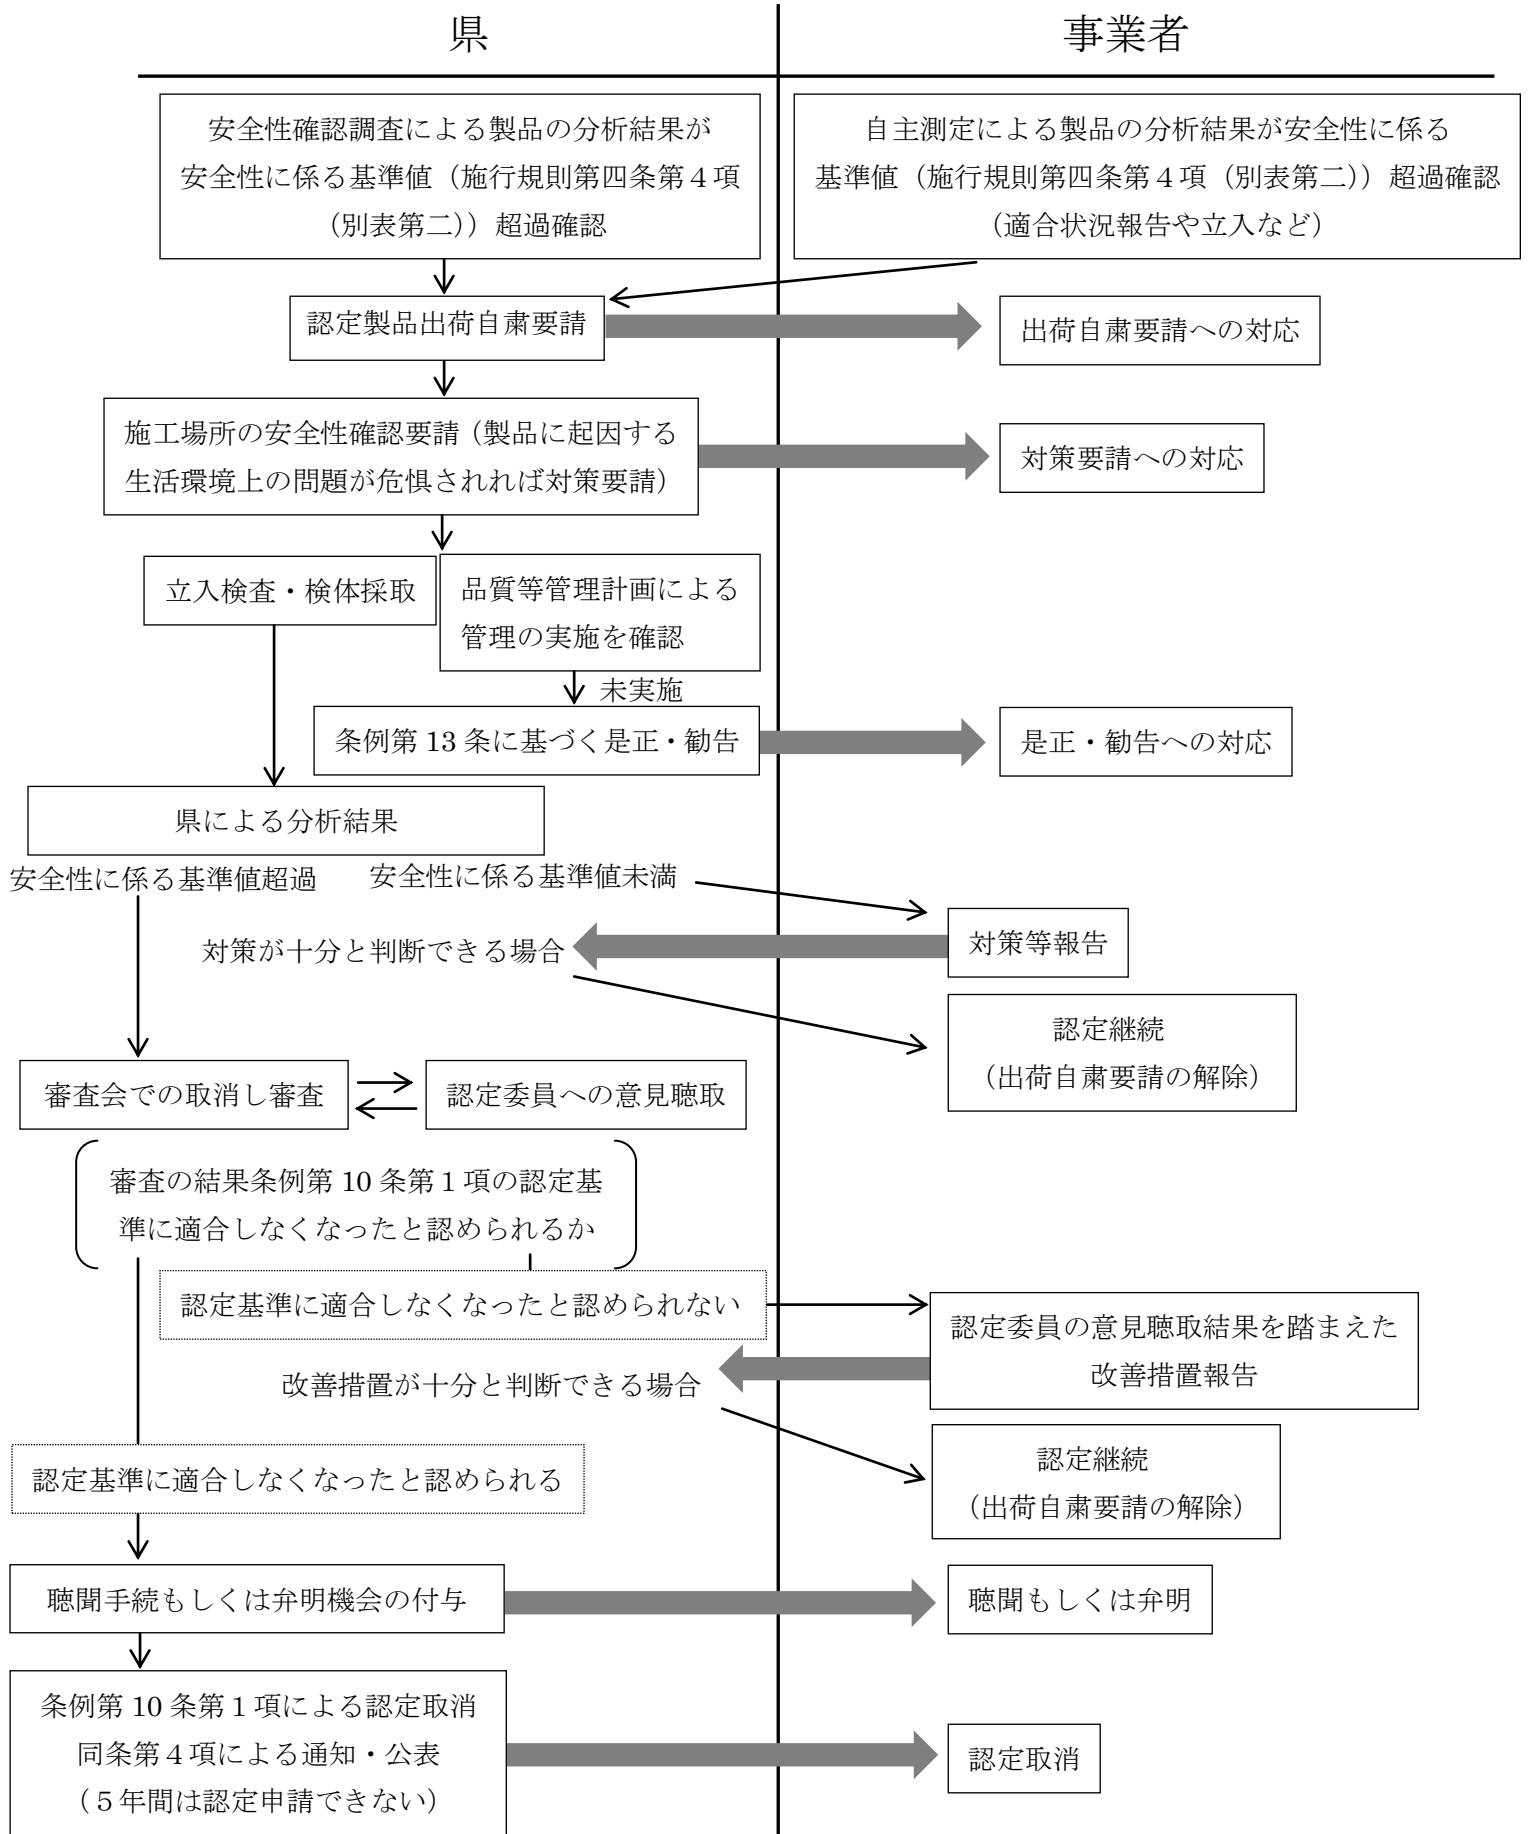 県
事業者
安全性確認調査による製品の分析結果が
安全性に係る基準値（施行規則第四条第４項
（別表第二））超過確認
自主測定による製品の分析結果が安全性に係る
基準値（施行規則第四条第４項（別表第二））超過確認
（適合状況報告や立入など）
認定製品出荷自粛要請
出荷自粛要請への対応
施工場所の安全性確認要請（製品に起因する
生活環境上の問題が危惧されれば対策要請）
対策要請への対応
立入検査・検体採取
品質等管理計画による
管理の実施を確認
未実施
条例第 13 条に基づく是正・勧告
是正・勧告への対応
県による分析結果
安全性に係る基準値超過
安全性に係る基準値未満
対策が十分と判断できる場合
対策等報告
認定継続
（出荷自粛要請の解除）
審査会での取消し審査
認定委員への意見聴取
審査の結果条例第 10 条第１項の認定基
準に適合しなくなったと認められるか
認定基準に適合しなくなったと認められない
認定委員の意見聴取結果を踏まえた
改善措置報告
改善措置が十分と判断できる場合
認定継続
（出荷自粛要請の解除）
認定基準に適合しなくなったと認められる
聴聞手続もしくは弁明機会の付与
聴聞もしくは弁明
条例第 10 条第１項による認定取消
同条第４項による通知・公表
（５年間は認定申請できない）
認定取消